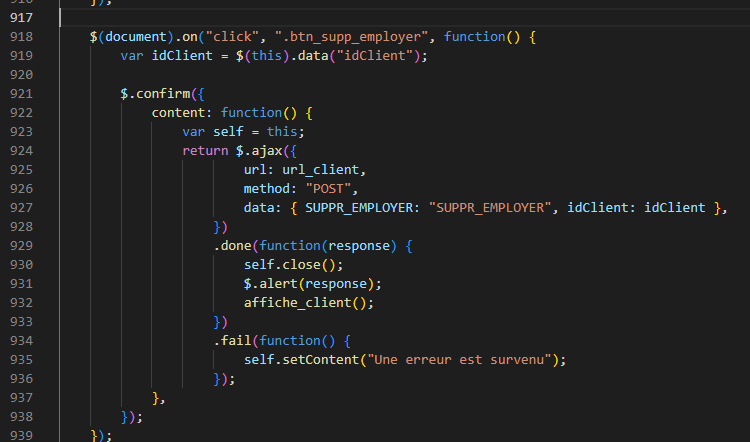 916 });
917
918 $(document).on("click", ".btn_supp_employer", function() {
919 var idClient = $(this).data("idClient");
920
921 $.confirm({
922 content: function() {
923 var self = this;
924 return $.ajax({
925 url: url_client,
926 method: "POST",
927 data: { SUPPR_EMPLOYER: "SUPPR_EMPLOYER", idClient: idClient },
928 })
929 .done(function(response) {
930 self.close();
931 $.alert(response);
932 affiche_client();
933 })
934 .fail(function() {
935 self.setContent("Une erreur est survenu");
936 });
937 },
938 });
939 });